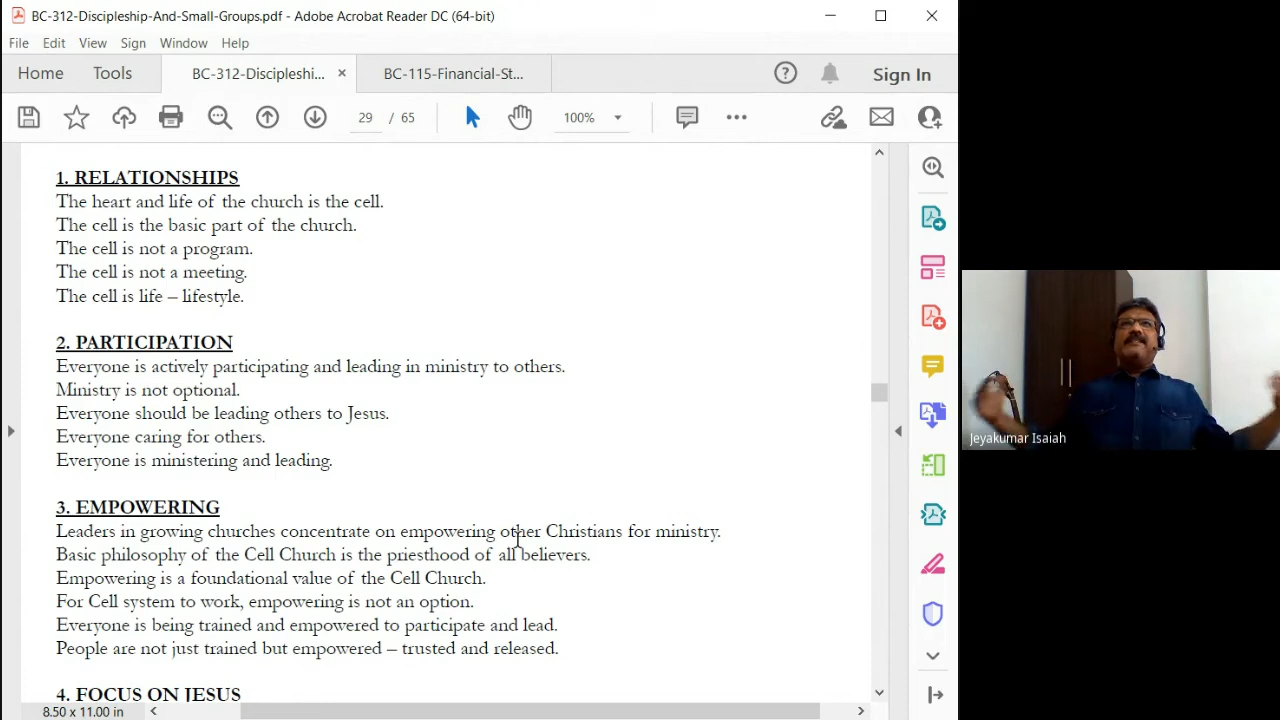 BC-312-Discipleship-And-Small-Groups.pdf - Adobe Acrobat Reader DC (64-bit)
File Edit View Sign Window Help
Home Tools BC-312-Discipleshi... × BC-115-Financial-St... Sign In
29 / 65 100%
1. RELATIONSHIPS
The heart and life of the church is the cell.
The cell is the basic part of the church.
The cell is not a program.
The cell is not a meeting.
The cell is life – lifestyle.
2. PARTICIPATION
Everyone is actively participating and leading in ministry to others.
Ministry is not optional.
Everyone should be leading others to Jesus.
Everyone caring for others.
Everyone is ministering and leading.
3. EMPOWERING
Leaders in growing churches concentrate on empowering other Christians for ministry.
Basic philosophy of the Cell Church is the priesthood of all believers.
Empowering is a foundational value of the Cell Church.
For Cell system to work, empowering is not an option.
Everyone is being trained and empowered to participate and lead.
People are not just trained but empowered – trusted and released.
4. FOCUS ON JESUS
8.50 x 11.00 in
Jeyakumar Isaiah